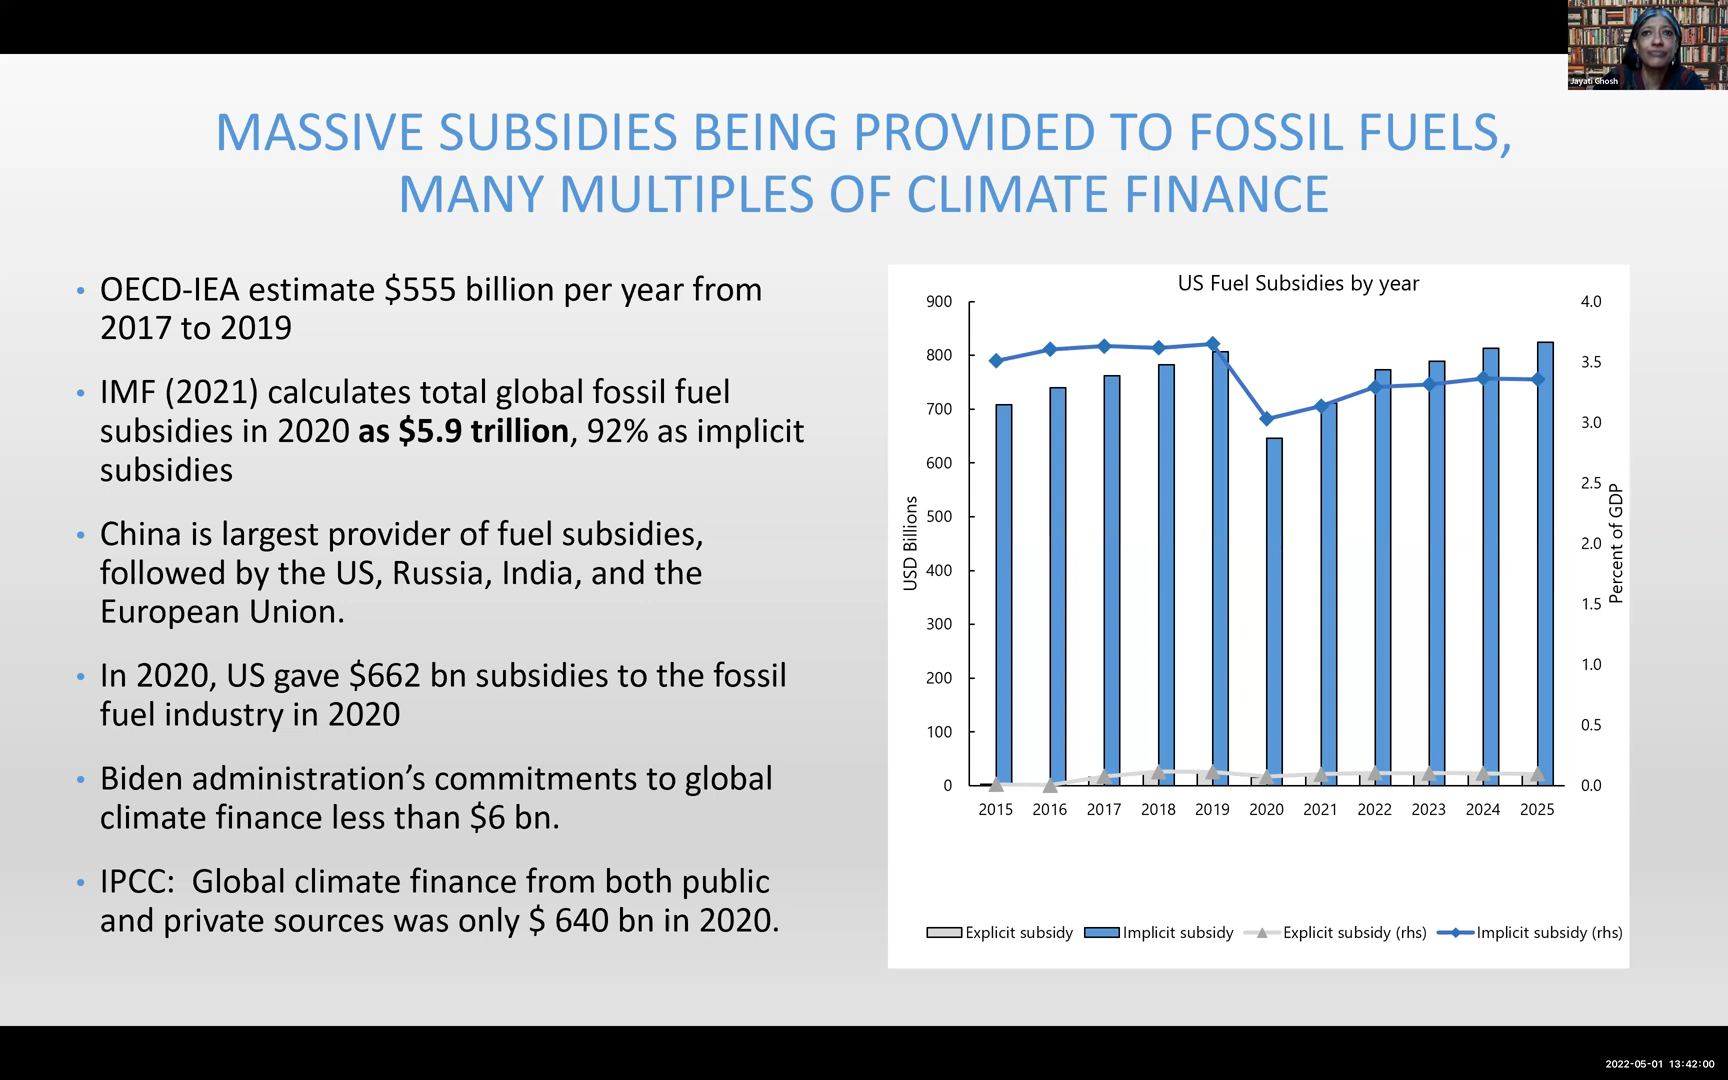 Jayati Ghosh
MASSIVE SUBSIDIES BEING PROVIDED TO FOSSIL FUELS,
MANY MULTIPLES OF CLIMATE FINANCE
• OECD-IEA estimate $555 billion per year from
2017 to 2019
• IMF (2021) calculates total global fossil fuel
subsidies in 2020 as $5.9 trillion, 92% as implicit
subsidies
• China is largest provider of fuel subsidies,
followed by the US, Russia, India, and the
European Union.
• In 2020, US gave $662 bn subsidies to the fossil
fuel industry in 2020
• Biden administration’s commitments to global
climate finance less than $6 bn.
• IPCC:  Global climate finance from both public
and private sources was only $ 640 bn in 2020.
US Fuel Subsidies by year
900
800
700
600
500
400
300
200
100
0
USD Billions
4.0
3.5
3.0
2.5
2.0
1.5
1.0
0.5
0.0
Percent of GDP
2015 2016 2017 2018 2019 2020 2021 2022 2023 2024 2025
Explicit subsidy Implicit subsidy Explicit subsidy (rhs) Implicit subsidy (rhs)
2022-05-01 13:42:00